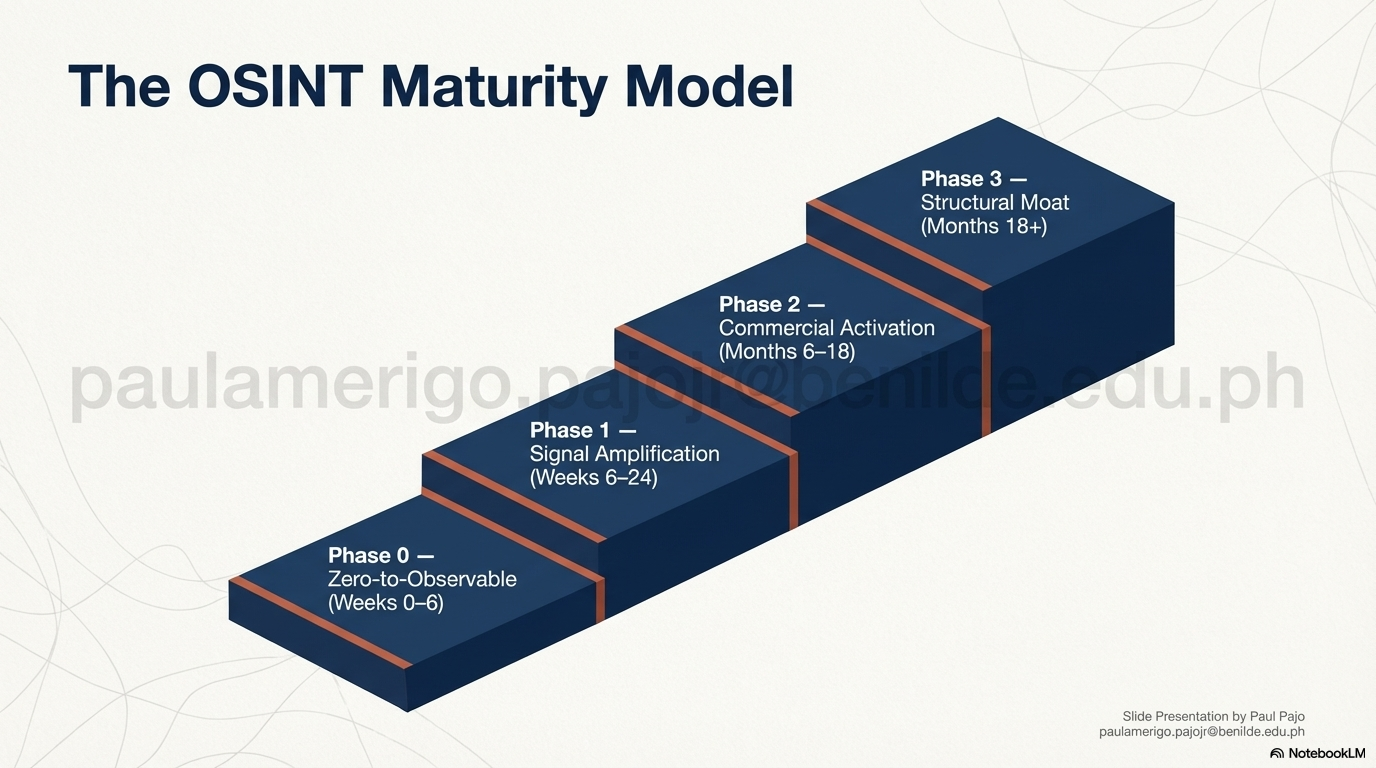 The OSINT Maturity Model
Phase 3 —
Structural Moat
(Months 18+)
Phase 2 —
Commercial Activation
(Months 6–18)
paulamerigo.pajojr@benilde.edu.ph
Phase 1 —
Signal Amplification
(Weeks 6–24)
Phase 0 —
Zero-to-Observable
(Weeks 0–6)
Slide Presentation by Paul Pajo
paulamerigo.pajojr@benilde.edu.ph
NotebookLM